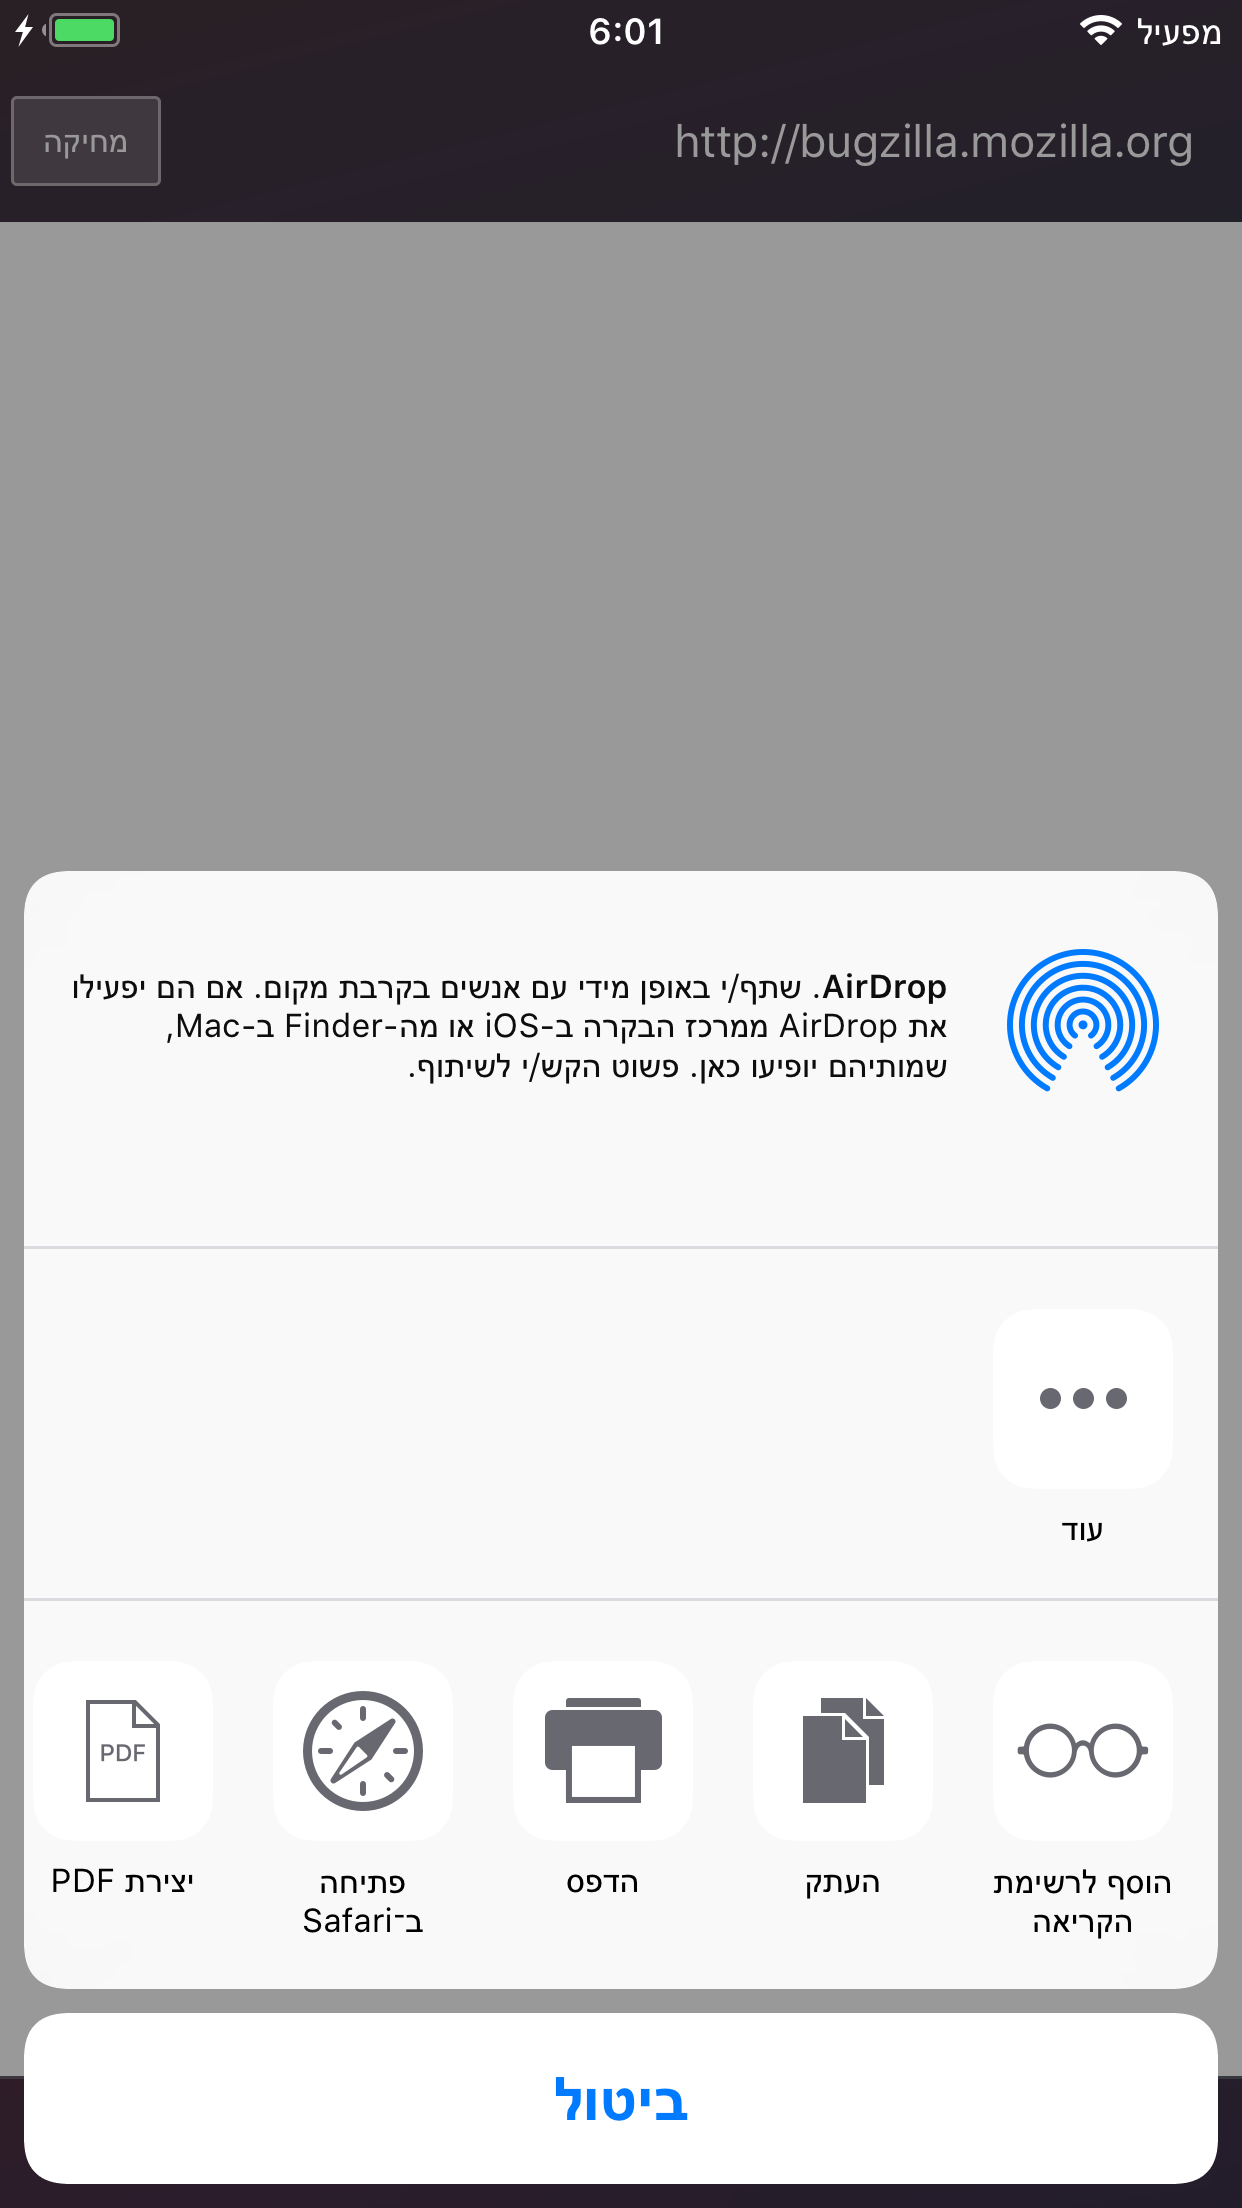 מפעיל
6:01
http://bugzilla.mozilla.org
מחיקה
AirDrop. שתף/י באופן מידי עם אנשים בקרבת מקום. אם הם יפעילו
את AirDrop ממרכז הבקרה ב-iOS או מה-Finder ב-Mac,
שמותיהם יופיעו כאן. פשוט הקש/י לשיתוף.
עוד
הוסף לרשימת
הקריאה
העתק
הדפס
פתיחה
ב־Safari
PDF
יצירת PDF
ביטול